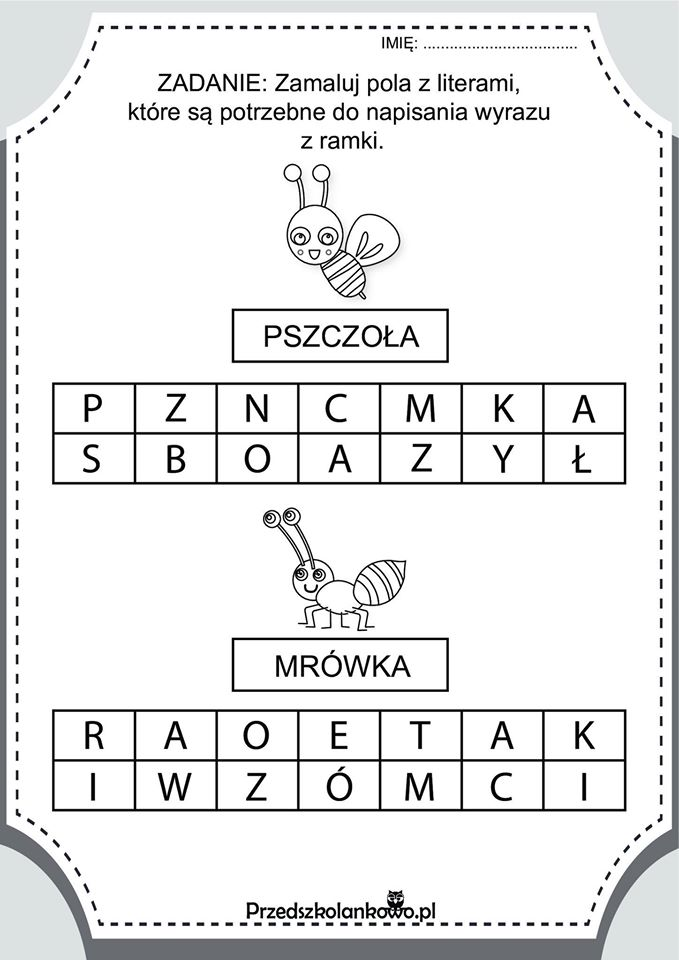 IMIĘ: ...................................
ZADANIE: Zamaluj pola z literami,
które są potrzebne do napisania wyrazu
z ramki.
PSZCZOŁA
P Z N C M K A
S B O A Z Y Ł
MRÓWKA
R A O E T A K
I W Z Ó M C I
Przedszkolankowo.pl